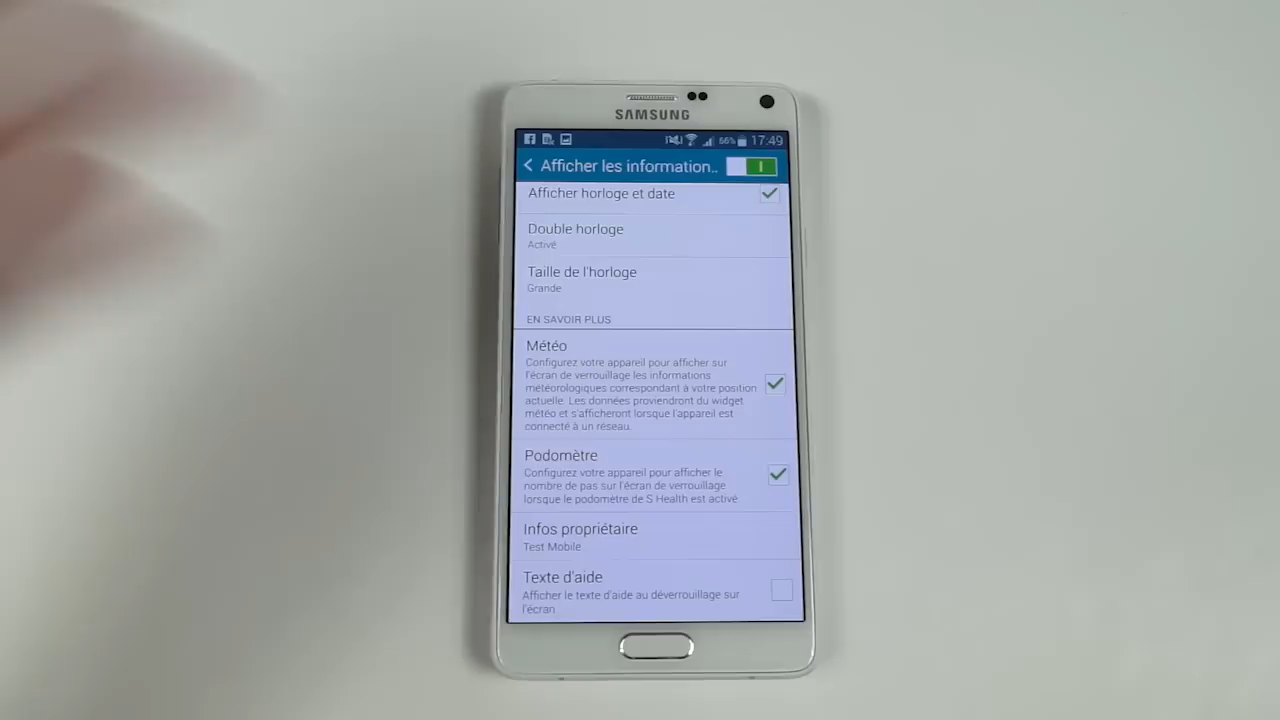 SAMSUNG
66% 17:49
Afficher les information..
Afficher horloge et date
Double horloge
Activé
Taille de l'horloge
Grande
EN SAVOIR PLUS
Météo
Configurez votre appareil pour afficher sur
l'écran de verrouillage les informations
météorologiques correspondant à votre position
actuelle. Les données proviendront du widget
météo et s'afficheront lorsque l'appareil est
connecté à un réseau.
Podomètre
Configurez votre appareil pour afficher le
nombre de pas sur l'écran de verrouillage
lorsque le podomètre de S Health est activé.
Infos propriétaire
Test Mobile
Texte d'aide
Afficher le texte d'aide au déverrouillage sur
l'écran